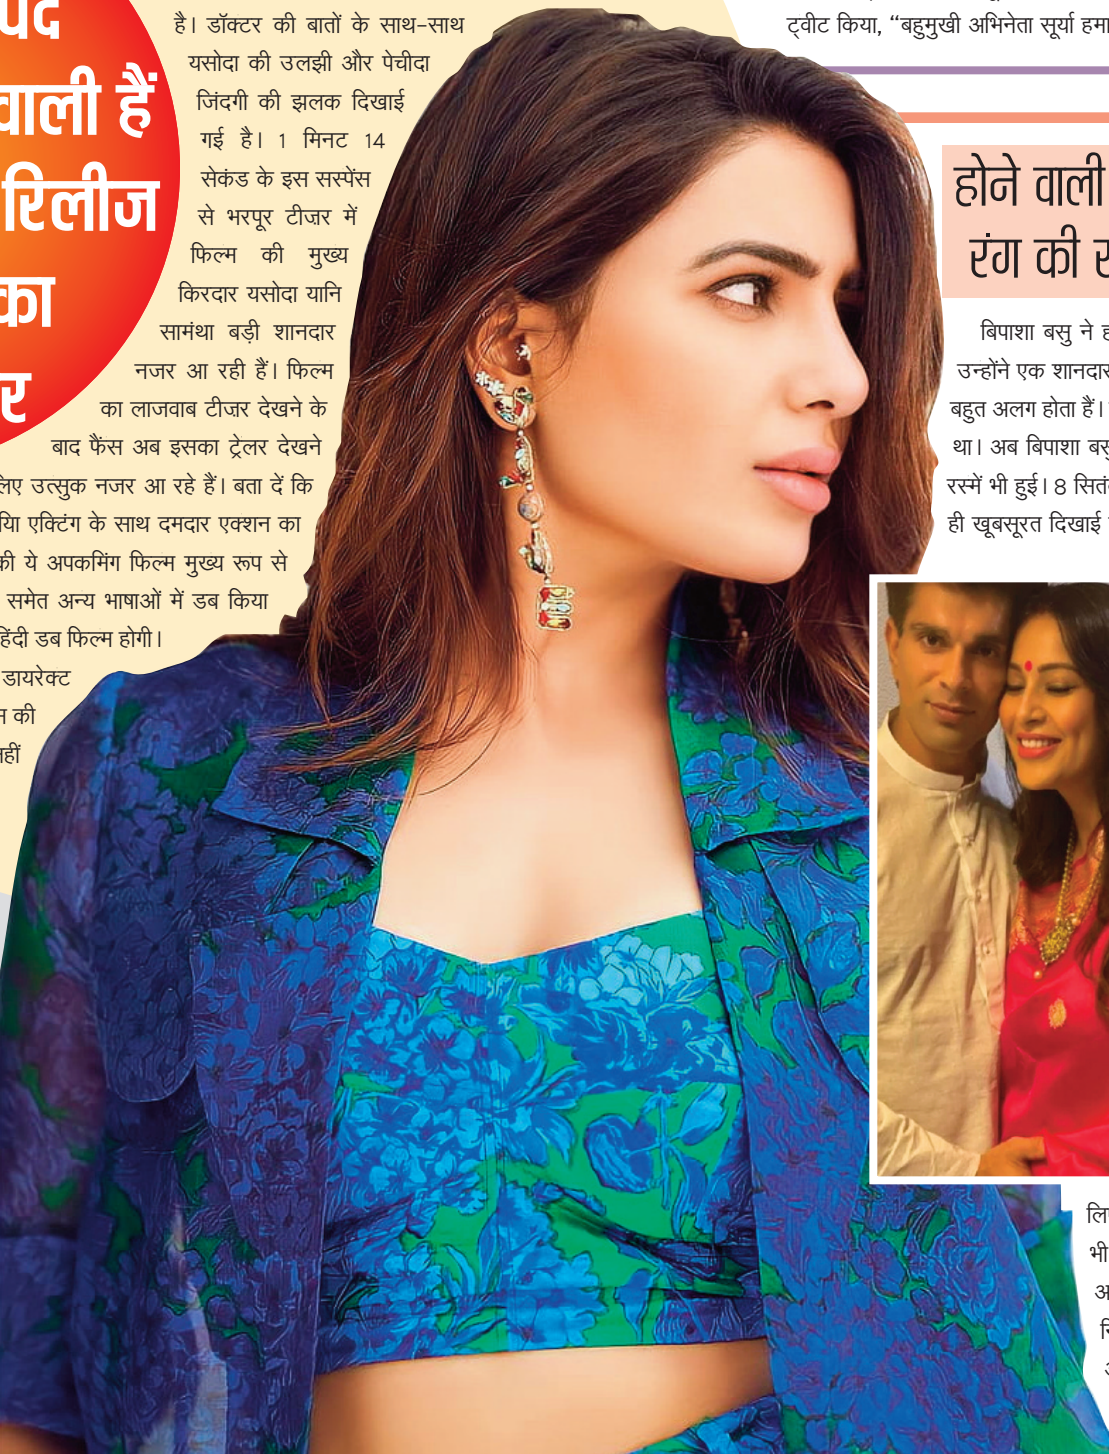 पद
वाली हैं
रिलीज
का
र
है। डॉक्टर की बातों के साथ-साथ
यसोदा की उलझी और पेचीदा
जिंदगी की झलक दिखाई
गई है। 1 मिनट 14
सेकंड के इस सस्पेंस
से भरपूर टीजर में
फिल्म की मुख्य
किरदार यसोदा यानि
सामंथा बड़ी शानदार
नजर आ रही हैं। फिल्म
का लाजवाब टीजर देखने के
बाद फैंस अब इसका ट्रेलर देखने
लिए उत्सुक नजर आ रहे हैं। बता दें कि
एक्टिंग के साथ दमदार एक्शन का
की ये अपकमिंग फिल्म मुख्य रूप से
समेत अन्य भाषाओं में डब किया
हिंदी डब फिल्म होगी।
डायरेक्ट
की
नहीं
ट्वीट किया, “बहुमुखी अभिनेता सूर्या हमा
होने वाली
रंग की
बिपाशा बसु ने
उन्होंने एक शानदार
बहुत अलग होता हैं।
था। अब बिपाशा बसु
रस्में भी हुई। 8 सितं
ही खूबसूरत दिखाई
लि
भी
अ